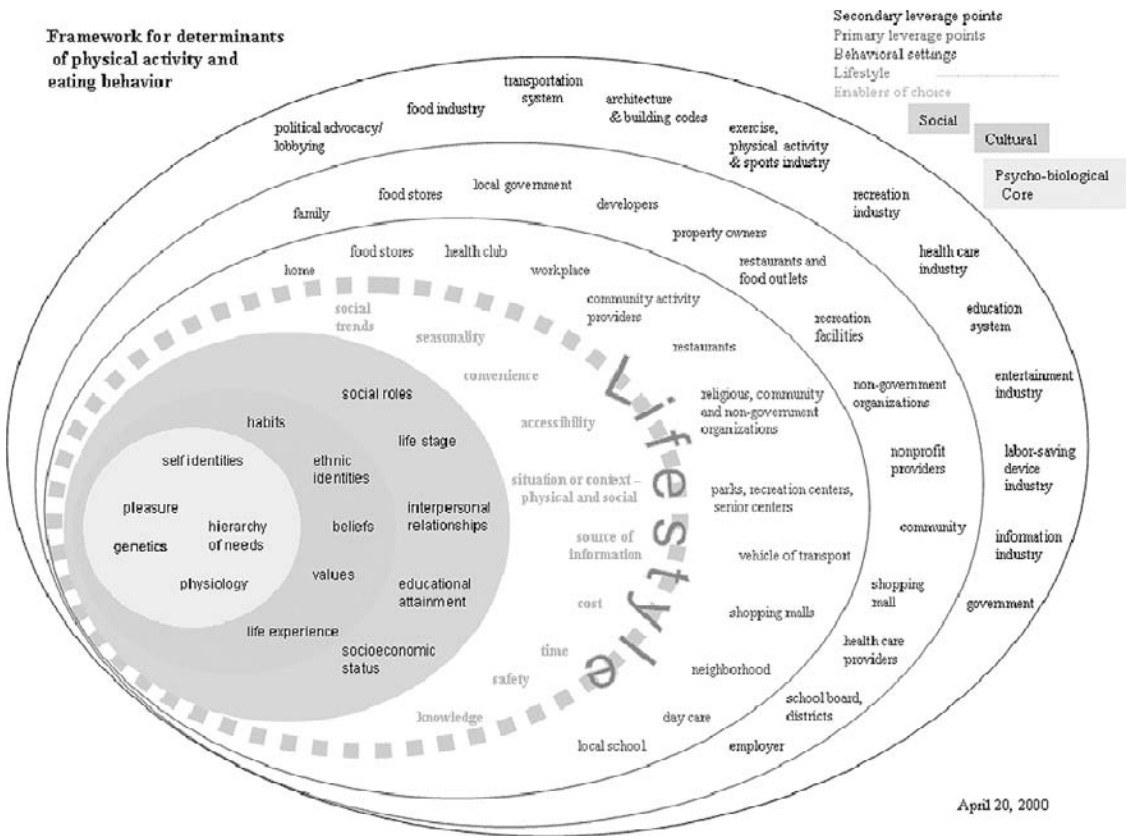 Framework for determinants
of physical activity and
eating behavior
Secondary leverage points
Primary leverage points
Behavioral settings
Lifestyle
Enablers of choice
Social
Cultural
Psycho-biological
Core
political advocacy/
lobbying
food industry
transportation
system
architecture
& building codes
exercise,
physical activity
& sports industry
recreation
industry
health care
industry
education
system
entertainment
industry
labor-saving
device
industry
information
industry
government
family
food stores
local government
developers
property owners
restaurants and
food outlets
recreation
facilities
non-government
organizations
nonprofit
providers
community
shopping
mall
health care
providers
school board,
districts
employer
home
food stores
health club
workplace
community activity
providers
restaurants
religious, community
and non-government
organizations
parks, recreation centers,
senior centers
vehicle of transport
shopping malls
neighborhood
day care
local school
Lifestyle
social
trends
seasonality
convenience
accessibility
situation or context –
physical and social
source of
information
cost
time
safety
knowledge
social roles
life stage
interpersonal
relationships
educational
attainment
socioeconomic
status
habits
ethnic
identities
beliefs
values
life experience
self identities
pleasure
hierarchy
of needs
genetics
physiology
April 20, 2000